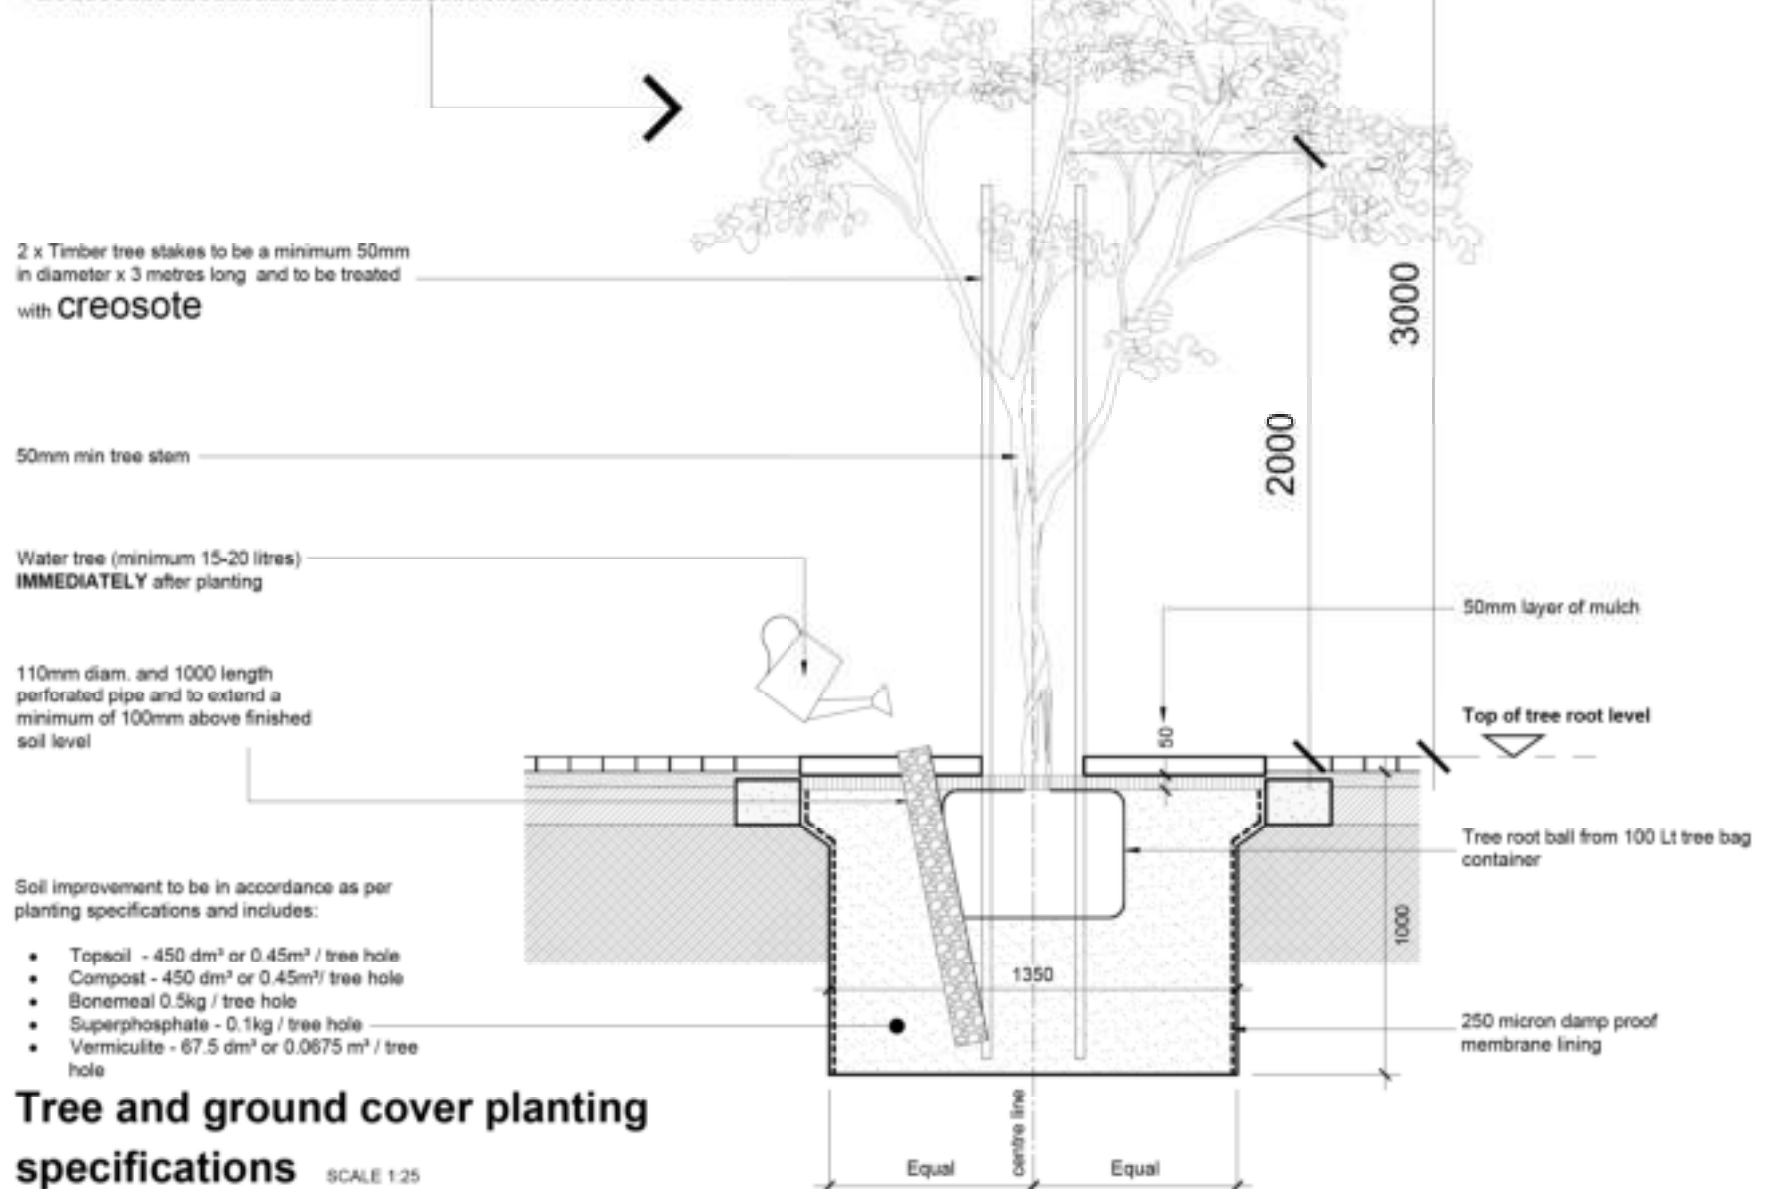 2 x Timber tree stakes to be a minimum 50mm
in diameter x 3 metres long and to be treated
with creosote
3000
2000
50mm min tree stem
Water tree (minimum 15-20 litres)
IMMEDIATELY after planting
50mm layer of mulch
110mm diam. and 1000 length
perforated pipe and to extend a
minimum of 100mm above finished
soil level
Top of tree root level
50
Tree root ball from 100 Lt tree bag
container
Soil improvement to be in accordance as per
planting specifications and includes:
• Topsoil - 450 dm³ or 0.45m³ / tree hole
• Compost - 450 dm³ or 0.45m³/ tree hole
• Bonemeal 0.5kg / tree hole
• Superphosphate - 0.1kg / tree hole
• Vermiculite - 67.5 dm³ or 0.0675 m³ / tree
hole
1350
1000
250 micron damp proof
membrane lining
Tree and ground cover planting
specifications SCALE 1:25
centre line
Equal
Equal